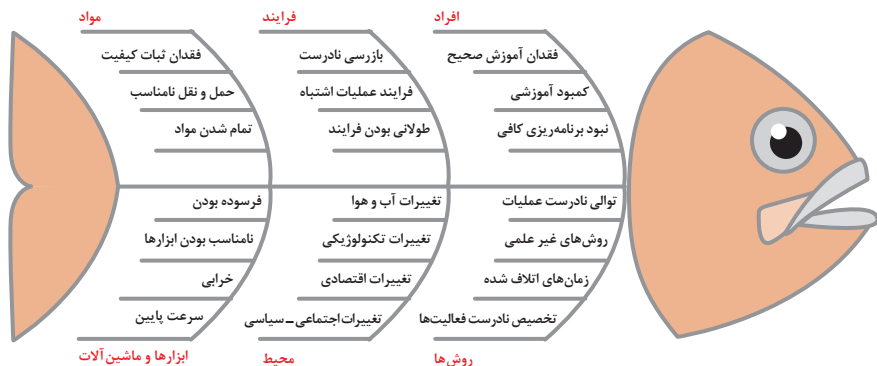 افراد
فقدان آموزش صحیح
کمبود آموزشی
نبود برنامه‌ریزی کافی
فرایند
بازرسی نادرست
فرایند عملیات اشتباه
طولانی بودن فرایند
مواد
فقدان ثبات کیفیت
حمل و نقل نامناسب
تمام شدن مواد
توالی نادرست عملیات
روش‌های غیر علمی
زمان‌های اتلاف شده
تخصیص نادرست فعالیت‌ها
روش‌ها
تغییرات آب و هوا
تغییرات تکنولوژیکی
تغییرات اقتصادی
تغییرات اجتماعی ـ سیاسی
محیط
فرسوده بودن
نامناسب بودن ابزارها
خرابی
سرعت پایین
ابزارها و ماشین‌آلات